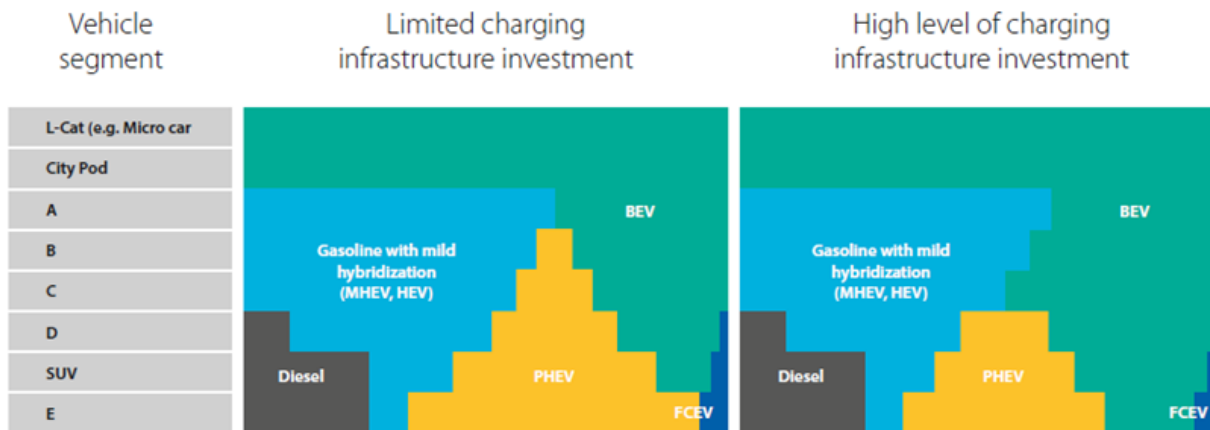 Vehicle
segment
Limited charging
infrastructure investment
High level of charging
infrastructure investment
L-Cat (e.g. Micro car
City Pod
A
B
C
D
SUV
E
BEV
Gasoline with mild
hybridization
(MHEV, HEV)
Diesel
PHEV
FCEV
BEV
Gasoline with mild
hybridization
(MHEV, HEV)
Diesel
PHEV
FCEV